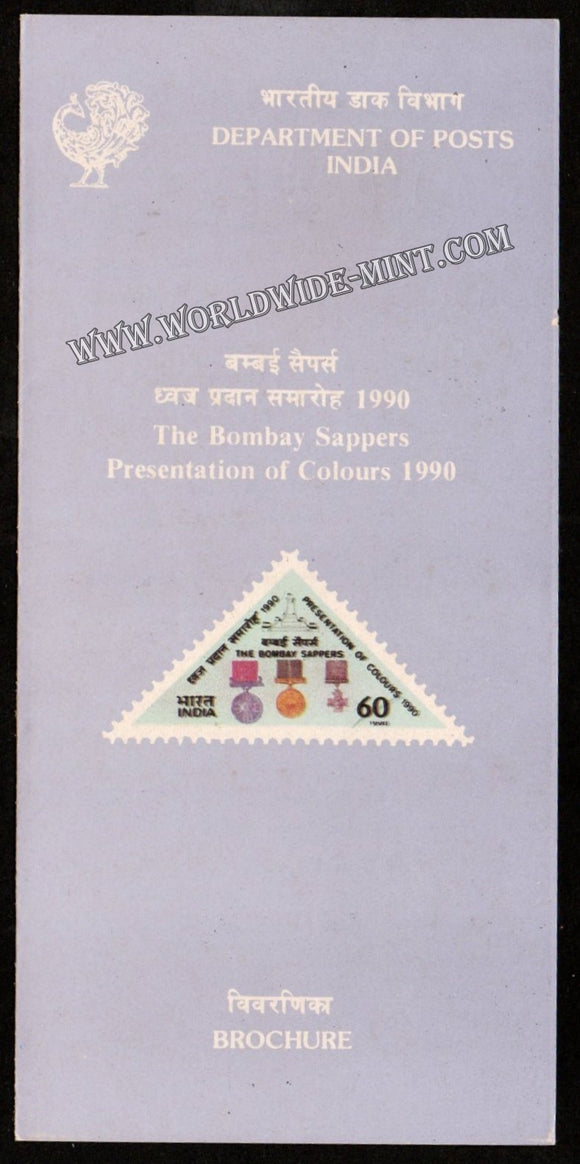 भारतीय डाक विभाग
DEPARTMENT OF POSTS
INDIA
WWW.WORLDWIDE-MINT.COM
बम्बई सैपर्स
ध्वज प्रदान समारोह 1990
The Bombay Sappers
Presentation of Colours 1990
ध्वज प्रदान समारोह 1990
PRESENTATION OF COLOURS 1990
बम्बई सैपर्स
THE BOMBAY SAPPERS
भारत
INDIA
60
विवरणिका
BROCHURE